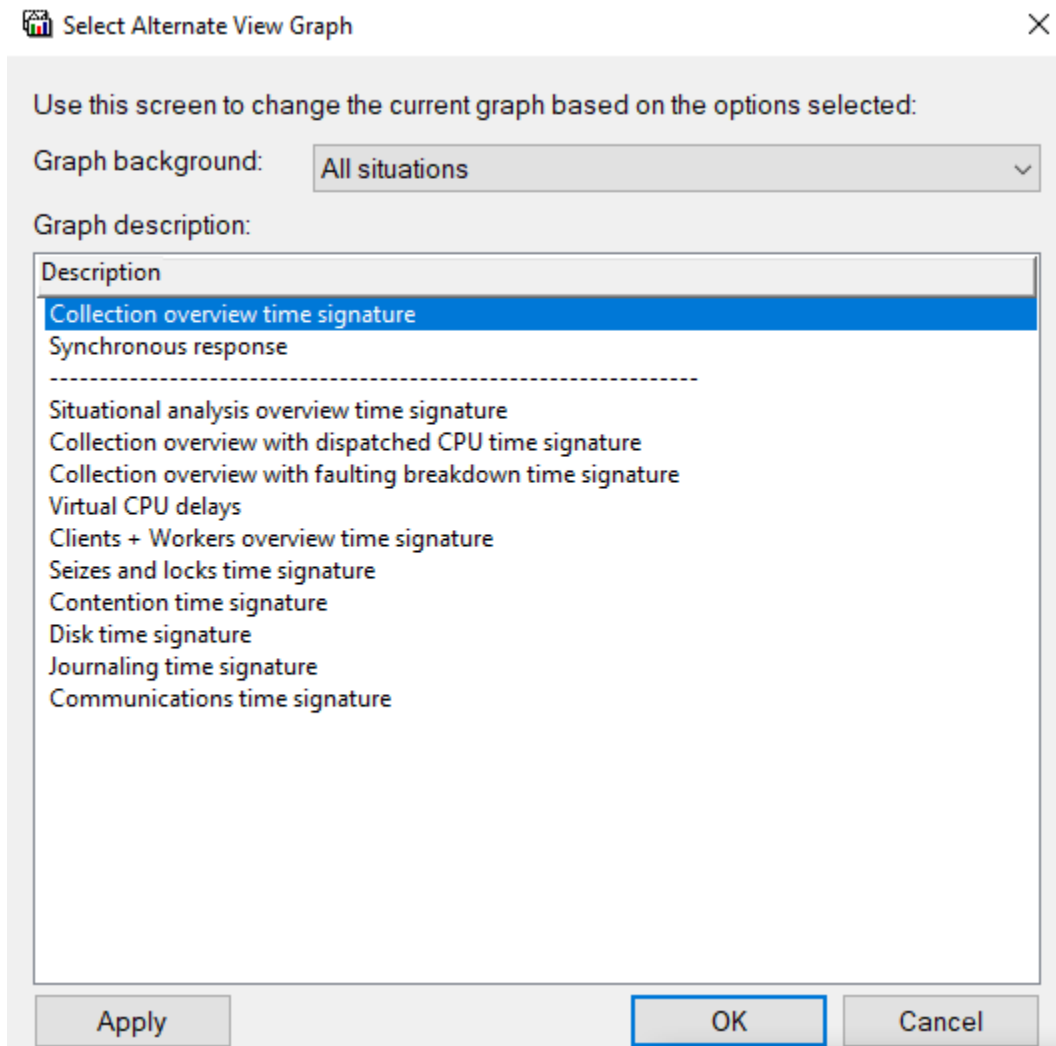 Select Alternate View Graph
Use this screen to change the current graph based on the options selected:
Graph background: All situations
Graph description:
Description
Collection overview time signature
Synchronous response
-----------------------------------------------------------------
Situational analysis overview time signature
Collection overview with dispatched CPU time signature
Collection overview with faulting breakdown time signature
Virtual CPU delays
Clients + Workers overview time signature
Seizes and locks time signature
Contention time signature
Disk time signature
Journaling time signature
Communications time signature
Apply OK Cancel